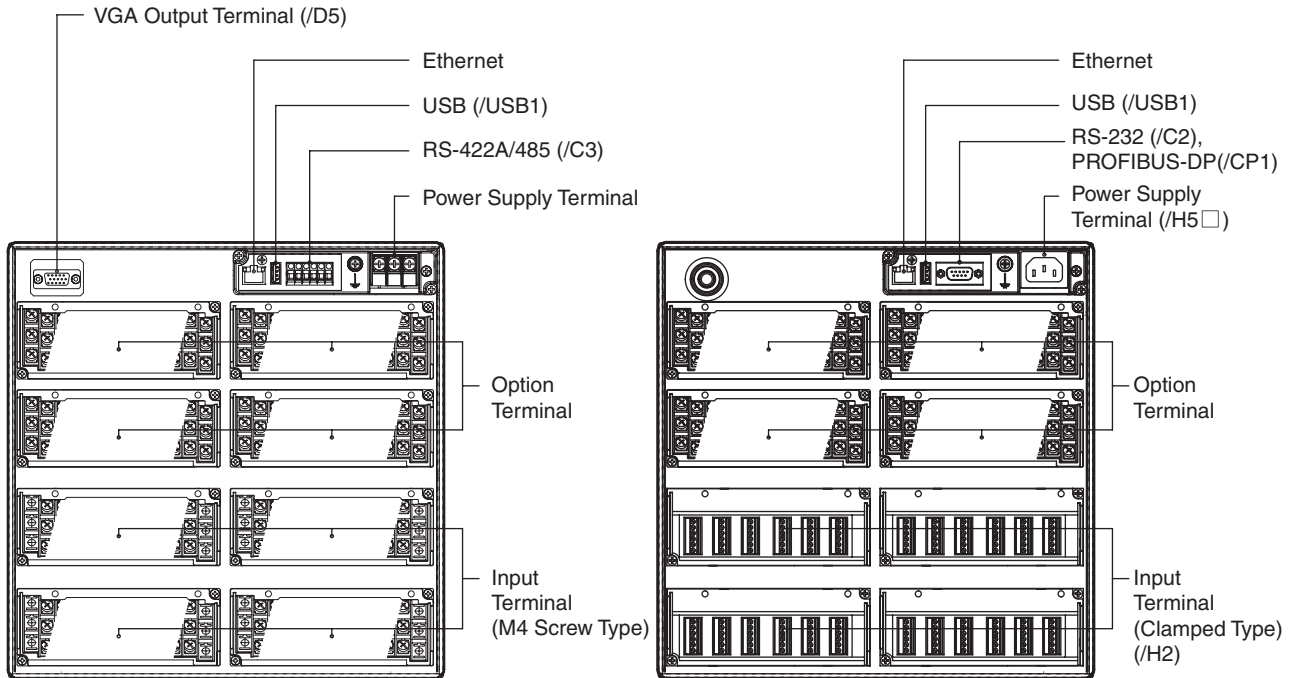 VGA Output Terminal (/D5)
Ethernet
USB (/USB1)
RS-422A/485 (/C3)
Power Supply Terminal
Option
Terminal
Input
Terminal
(M4 Screw Type)
Ethernet
USB (/USB1)
RS-232 (/C2),
PROFIBUS-DP(/CP1)
Power Supply
Terminal (/H5□)
Option
Terminal
Input
Terminal
(Clamped Type)
(/H2)